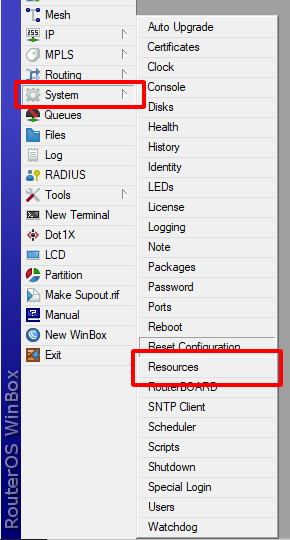 Mesh
IP
MPLS
Routing
System
Queues
Files
Log
RADIUS
Tools
New Terminal
Dot1X
LCD
Partition
Make Supout.rif
Manual
New WinBox
Exit
Auto Upgrade
Certificates
Clock
Console
Disks
Health
History
Identity
LEDs
License
Logging
Note
Packages
Password
Ports
Reboot
Reset Configuration
Resources
RouterBOARD
SNTP Client
Scheduler
Scripts
Shutdown
Special Login
Users
Watchdog
RouterOS WinBox